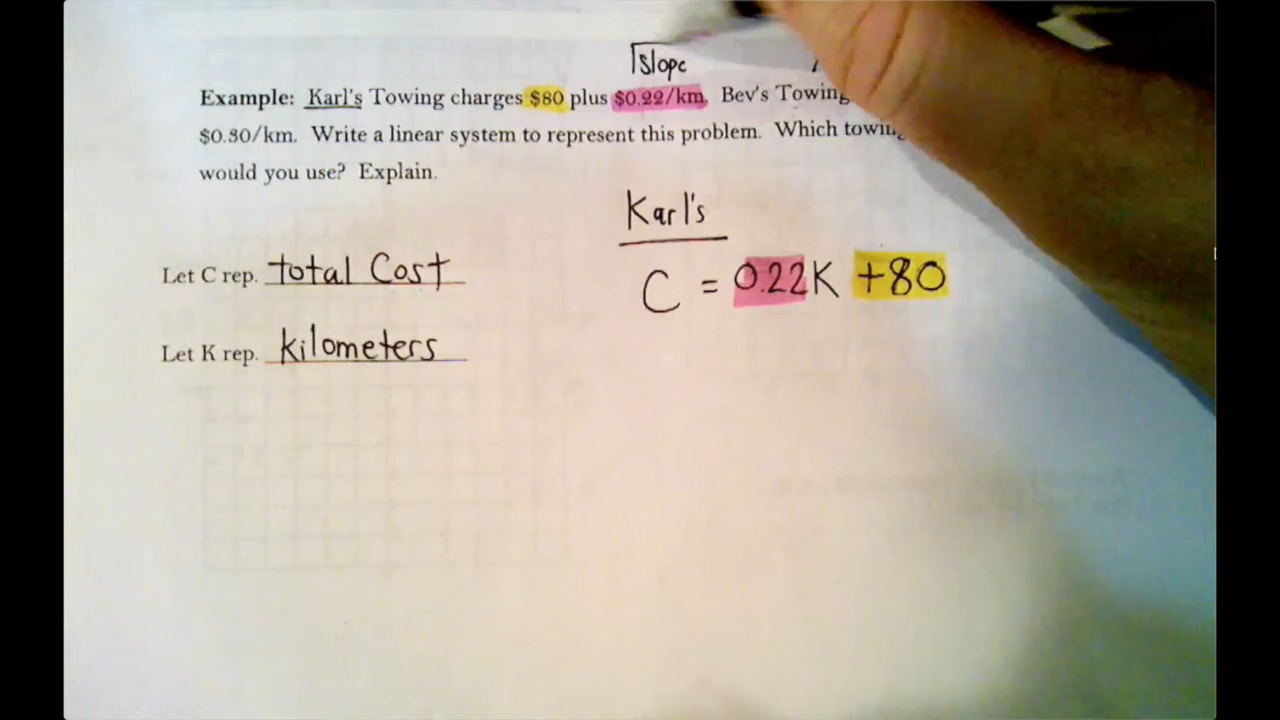 slope
Example: Karl's Towing charges $80 plus $0.22/km. Bev's Towing
$0.30/km. Write a linear system to represent this problem. Which
would you use? Explain.
Karl's
Let C rep. total Cost
C = 0.22K +80
Let K rep. kilometers